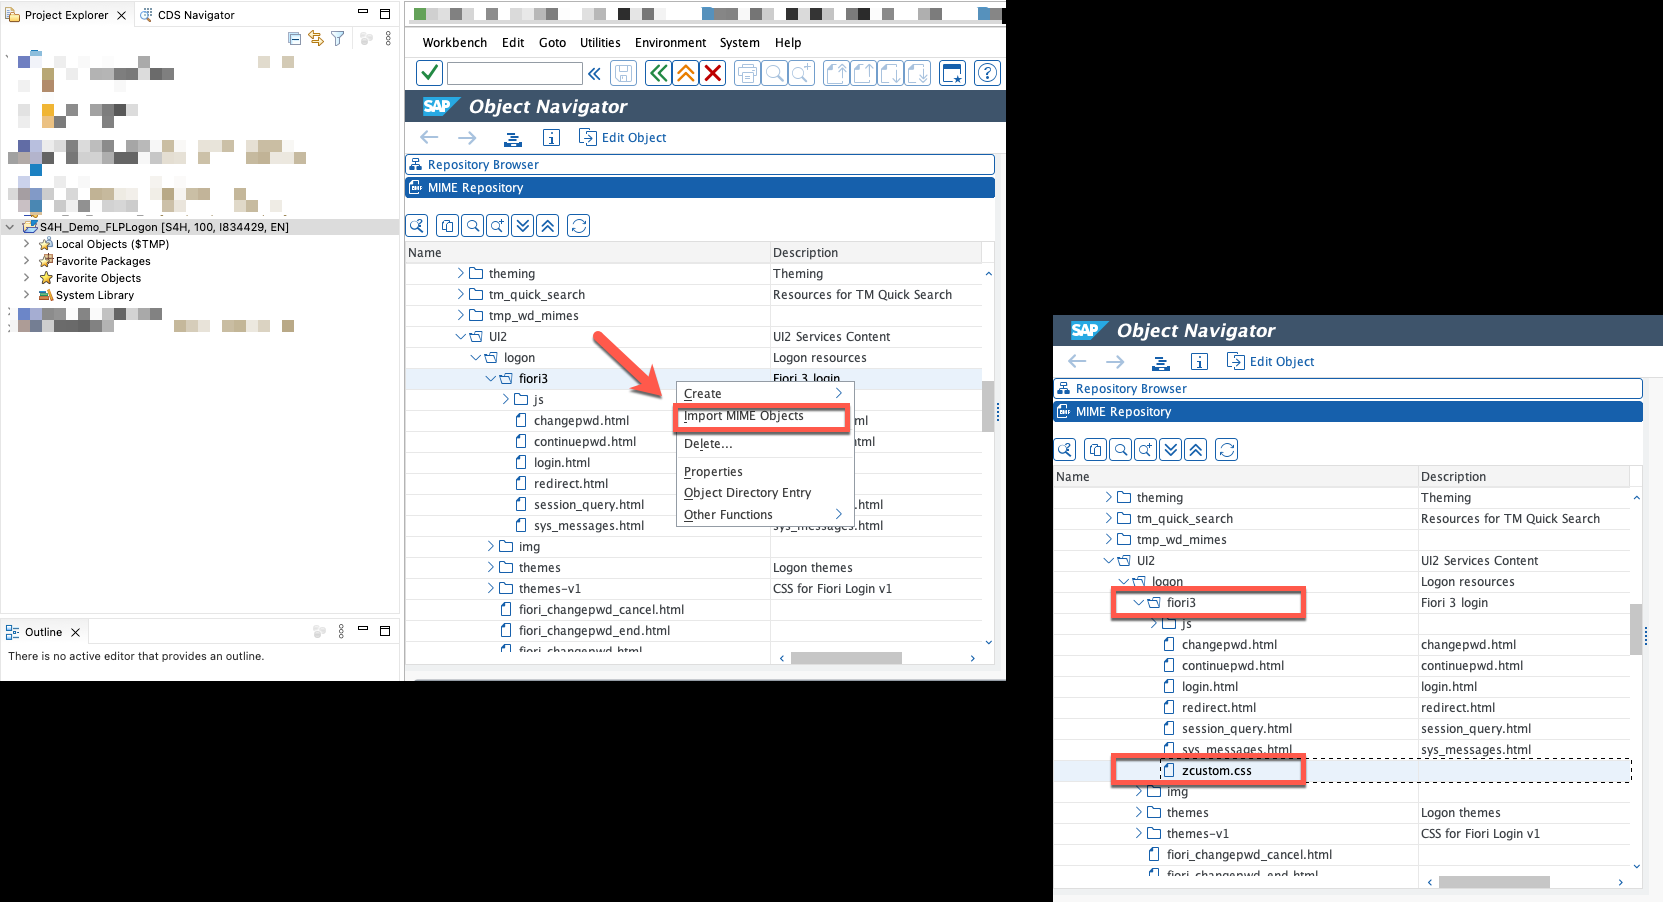 Project Explorer
CDS Navigator
S4H_Demo_FLPLogon [S4H, 100, I834429, EN]
Local Objects ($TMP)
Favorite Packages
Favorite Objects
System Library
Outline
There is no active editor that provides an outline.
Workbench Edit Goto Utilities Environment System Help
SAP Object Navigator
Edit Object
Repository Browser
MIME Repository
Name Description
theming Theming
tm_quick_search Resources for TM Quick Search
tmp_wd_mimes
UI2 UI2 Services Content
logon Logon resources
fiori3 Fiori 3 login
js
changepwd.html
continuepwd.html
login.html
redirect.html
session_query.html
sys_messages.html sys_messages.html
img
themes Logon themes
themes-v1 CSS for Fiori Login v1
fiori_changepwd_cancel.html
fiori_changepwd_end.html
fiori_changepwd.html
Create
Import MIME Objects
Delete...
Properties
Object Directory Entry
Other Functions
SAP Object Navigator
Edit Object
Repository Browser
MIME Repository
Name Description
theming Theming
tm_quick_search Resources for TM Quick Search
tmp_wd_mimes
UI2 UI2 Services Content
logon Logon resources
fiori3 Fiori 3 login
js
changepwd.html changepwd.html
continuepwd.html continuepwd.html
login.html login.html
redirect.html redirect.html
session_query.html session_query.html
sys_messages.html sys_messages.html
zcustom.css
img
themes Logon themes
themes-v1 CSS for Fiori Login v1
fiori_changepwd_cancel.html
fiori_changepwd_end.html